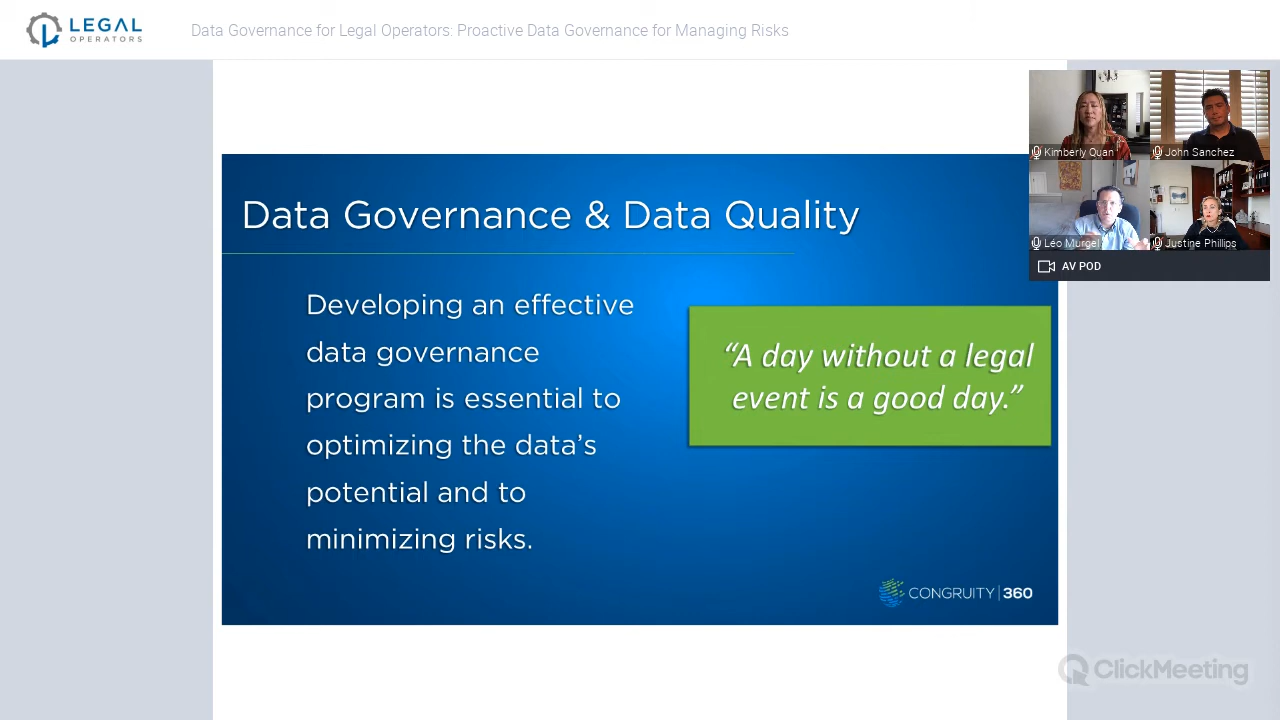 LEGAL
OPERATORS
Data Governance for Legal Operators: Proactive Data Governance for Managing Risks
Kimberly Quan
John Sanchez
Léo Murgel
Justine Phillips
AV POD
Data Governance & Data Quality
Developing an effective
data governance
program is essential to
optimizing the data’s
potential and to
minimizing risks.
“A day without a legal
event is a good day.”
CONGRUITY|360
ClickMeeting